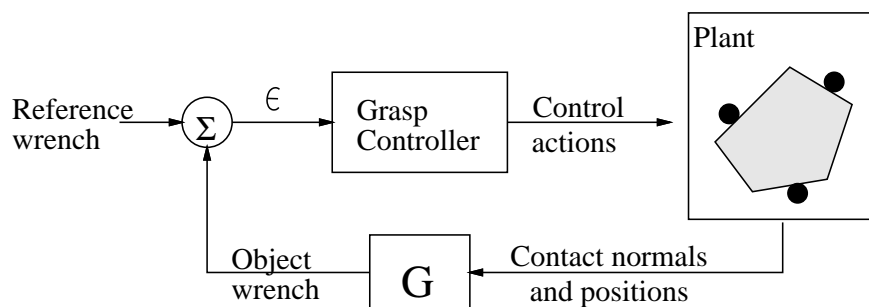 Plant
Reference
wrench
Σ
ϵ
Grasp
Controller
Control
actions
Object
wrench
G
Contact normals
and positions